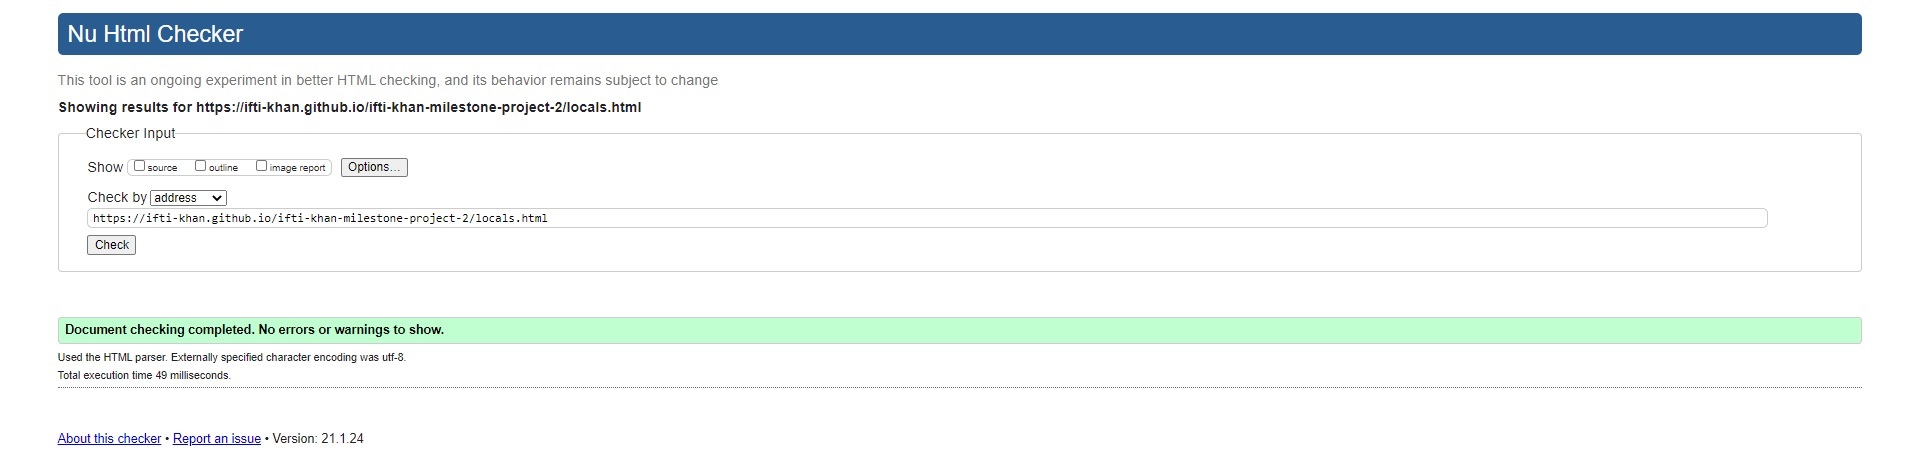 Nu Html Checker
This tool is an ongoing experiment in better HTML checking, and its behavior remains subject to change
Showing results for https://ifti-khan.github.io/ifti-khan-milestone-project-2/locals.html
Checker Input
Show source outline image report Options...
Check by address
https://ifti-khan.github.io/ifti-khan-milestone-project-2/locals.html
Check
Document checking completed. No errors or warnings to show.
Used the HTML parser. Externally specified character encoding was utf-8.
Total execution time 49 milliseconds.
About this checker • Report an issue • Version: 21.1.24